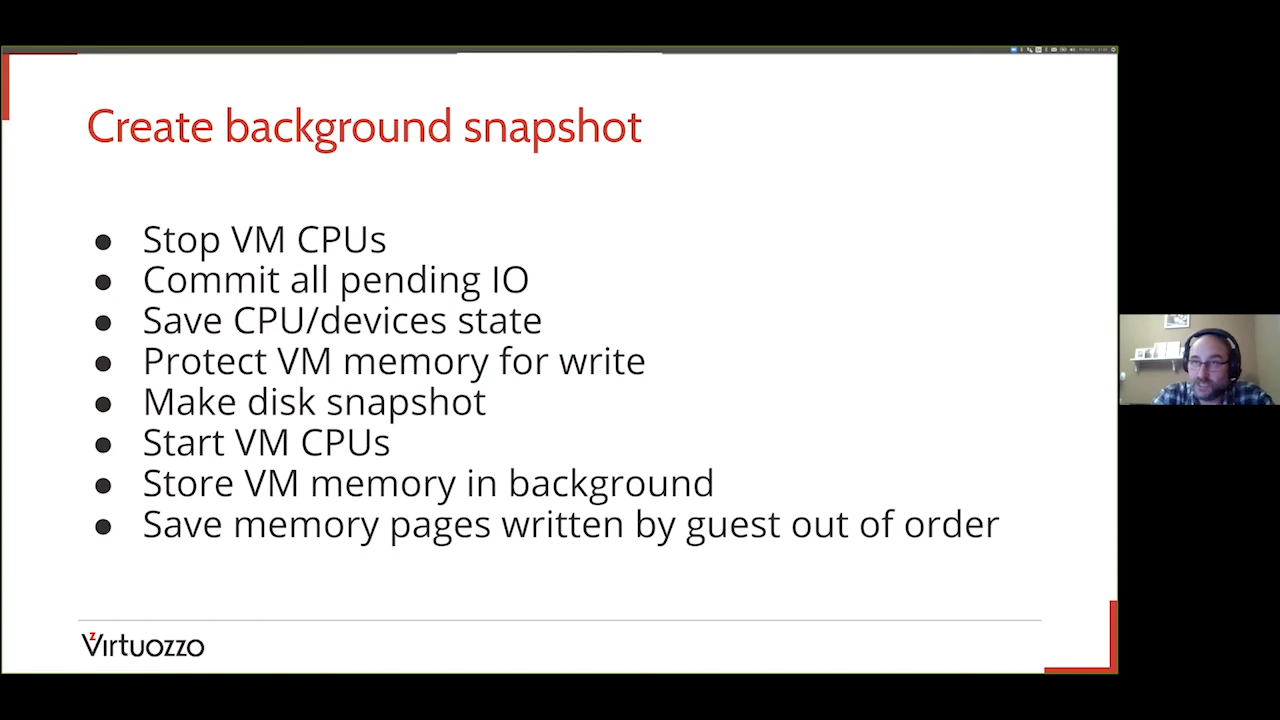 Create background snapshot
● Stop VM CPUs
● Commit all pending IO
● Save CPU/devices state
● Protect VM memory for write
● Make disk snapshot
● Start VM CPUs
● Store VM memory in background
● Save memory pages written by guest out of order
Virtuozzo